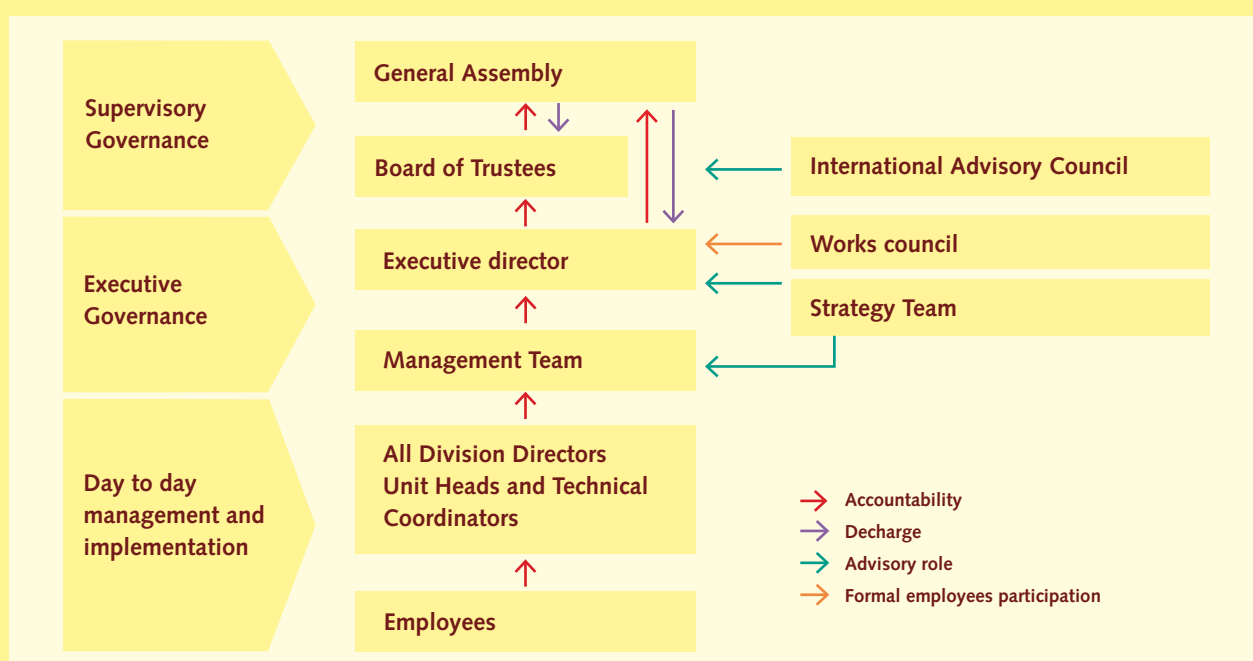 Supervisory
Governance
General Assembly
Board of Trustees
International Advisory Council
Executive
Governance
Executive director
Works council
Strategy Team
Management Team
Day to day
management and
implementation
All Division Directors
Unit Heads and Technical
Coordinators
Employees
Accountability
Decharge
Advisory role
Formal employees participation